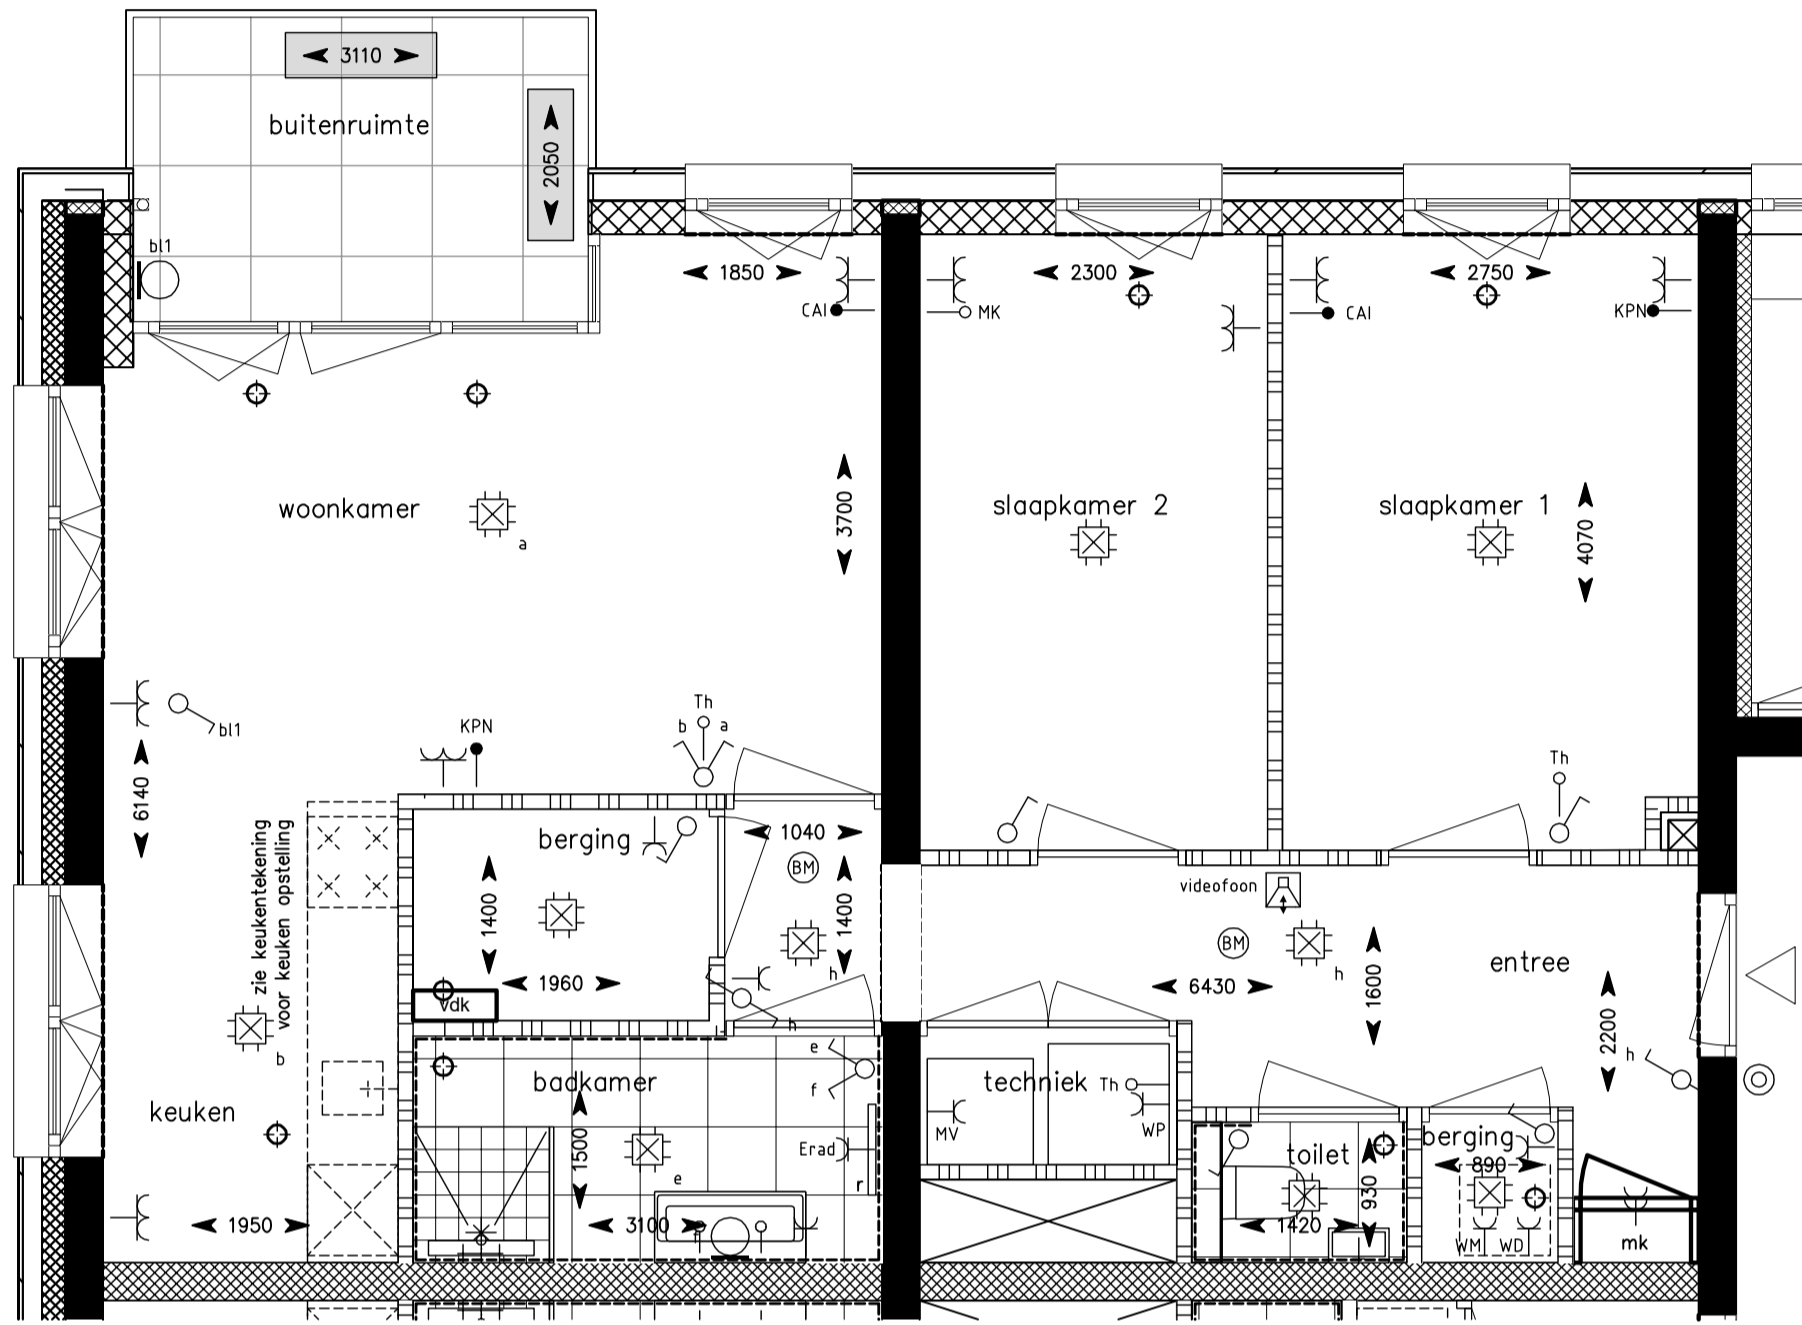 3110
buitenruimte
2050
bl1
1850
2300
2750
CAI
MK
CAI
KPN
woonkamer
a
3700
slaapkamer 2
slaapkamer 1
4070
bl1
KPN
Th
b
a
Th
6140
zie keukentekening
voor keuken opstelling
berging
1040
BM
1400
1400
videofoon
BM
h
h
entree
1960
vdk
6430
1600
2200
h
h
b
keuken
badkamer
e
f
techniek
Th
MV
WP
1500
Erad
r
e
f
toilet
berging
890
930
1950
3100
1420
WM
WD
mk